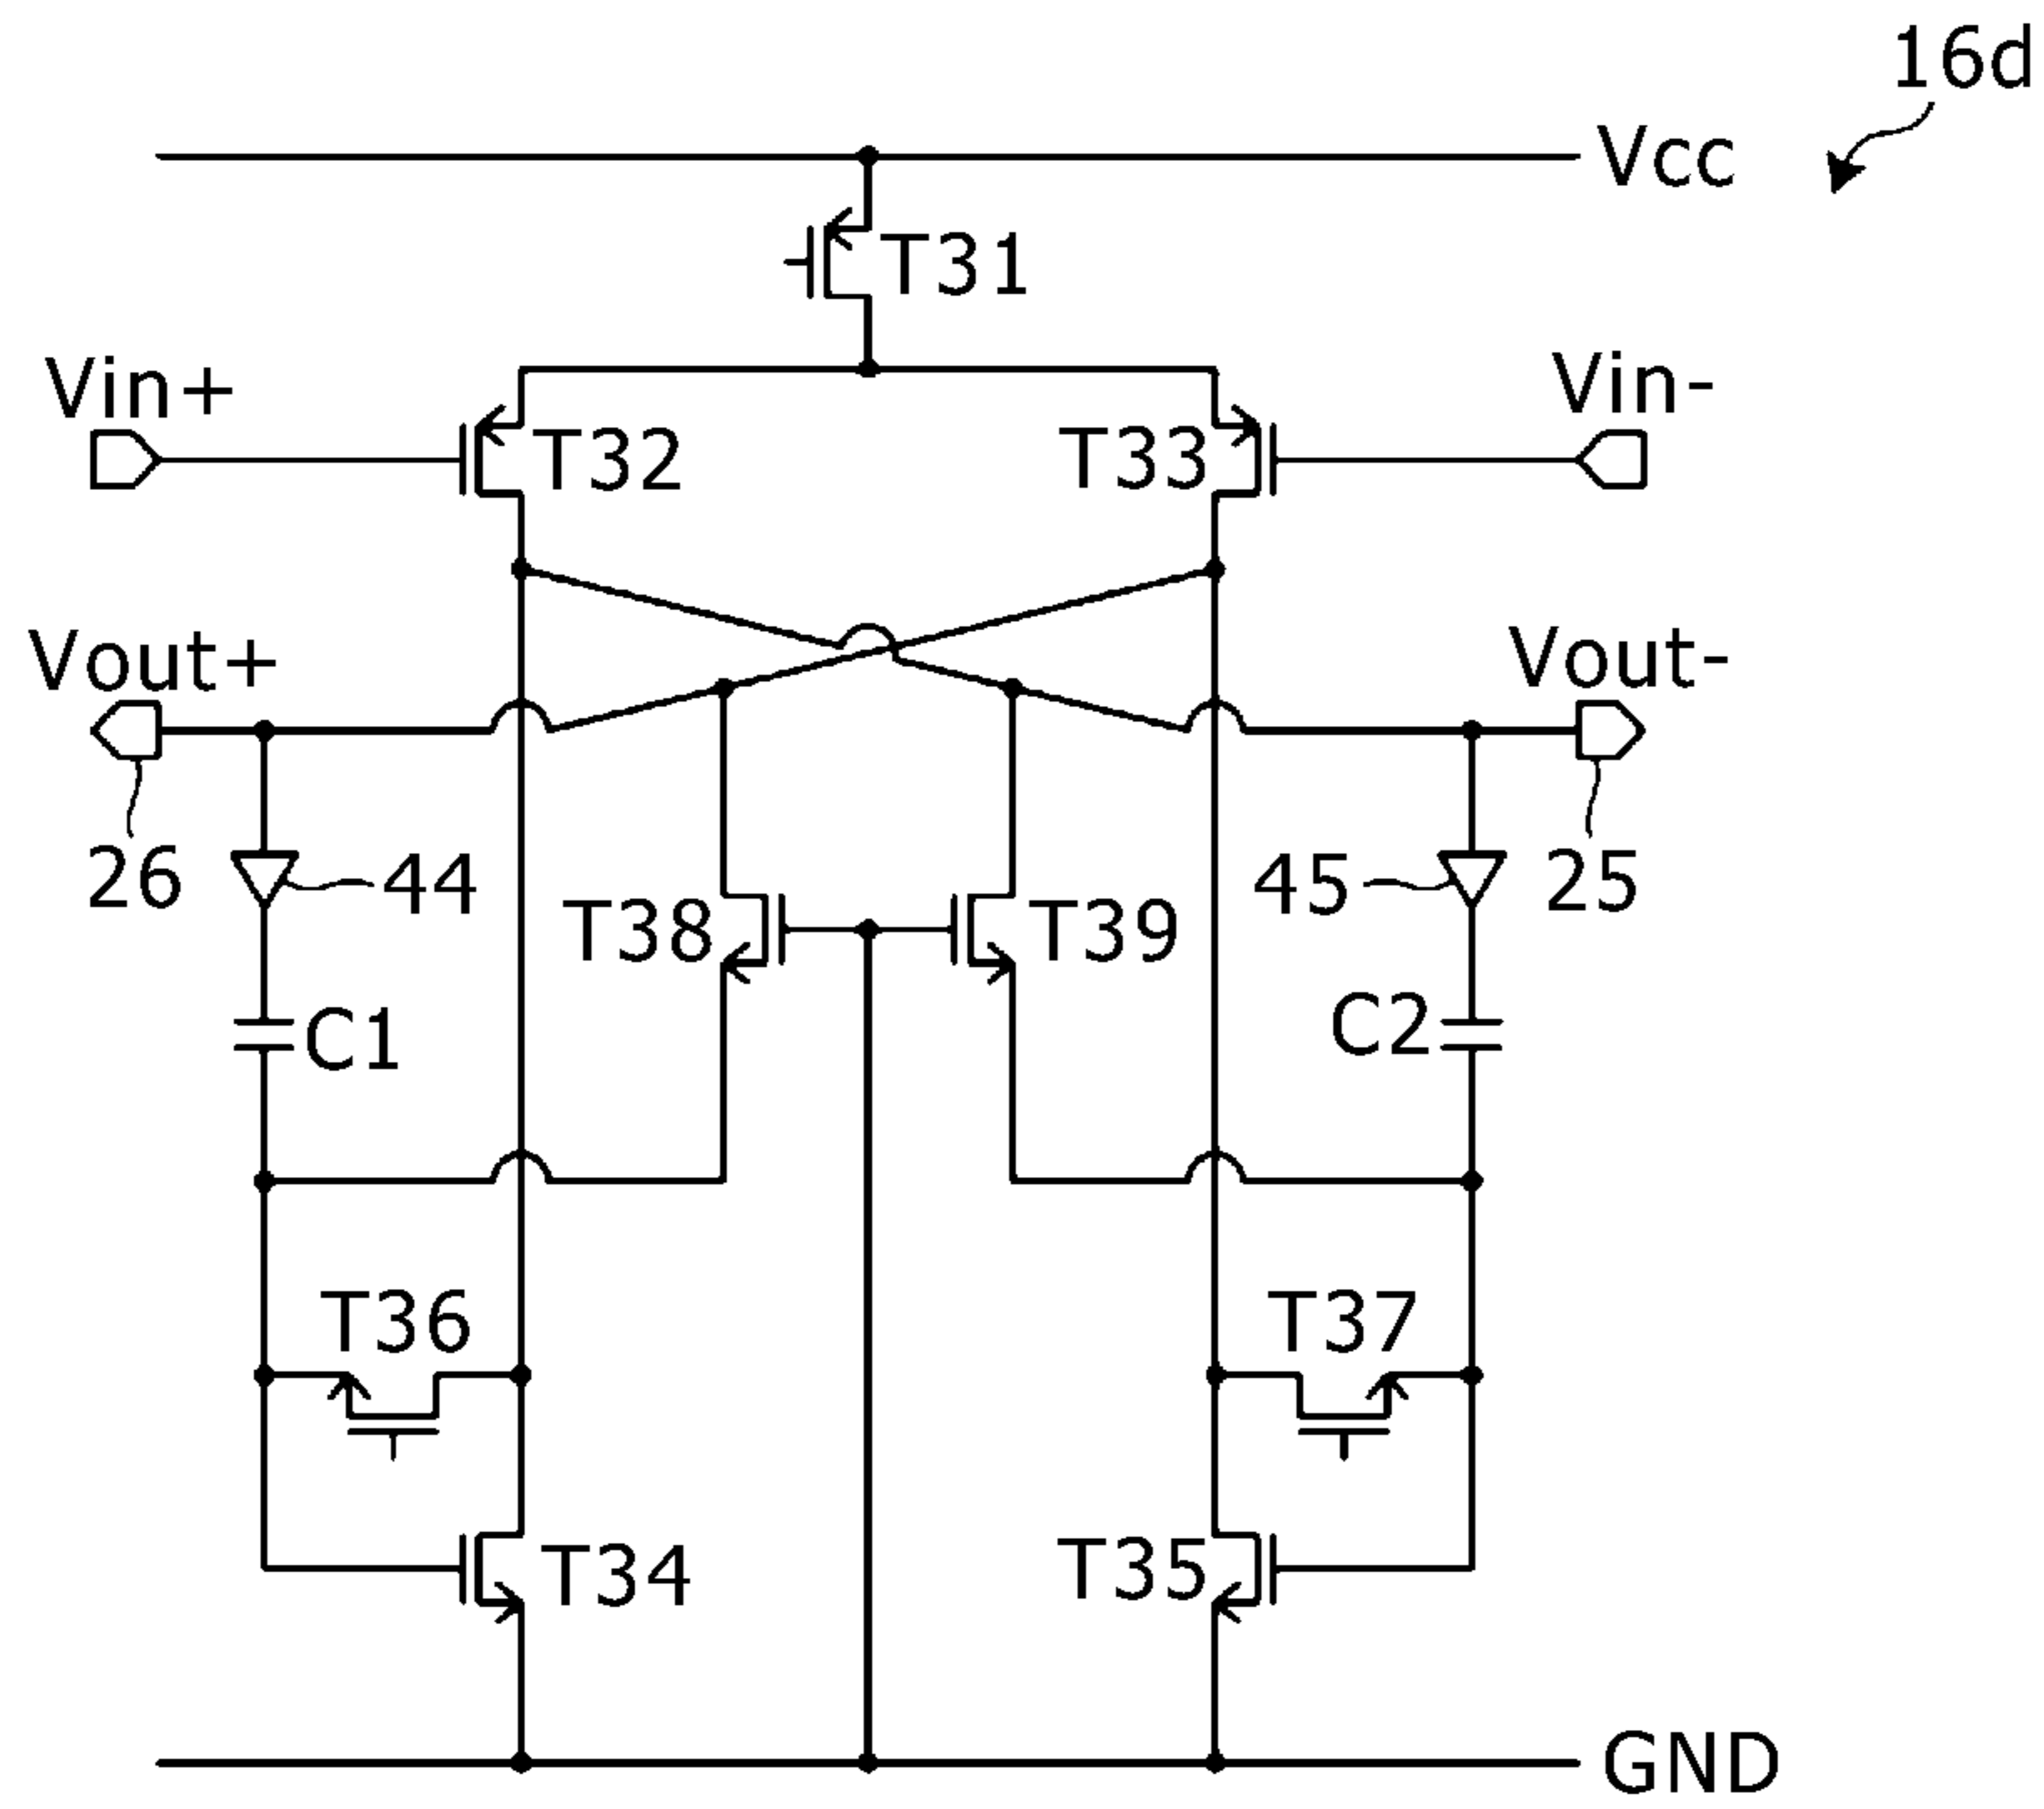 16d
Vcc
T31
Vin+
Vin-
T32
T33
Vout+
Vout-
26
44
45
25
T38
T39
C1
C2
T36
T37
T34
T35
GND